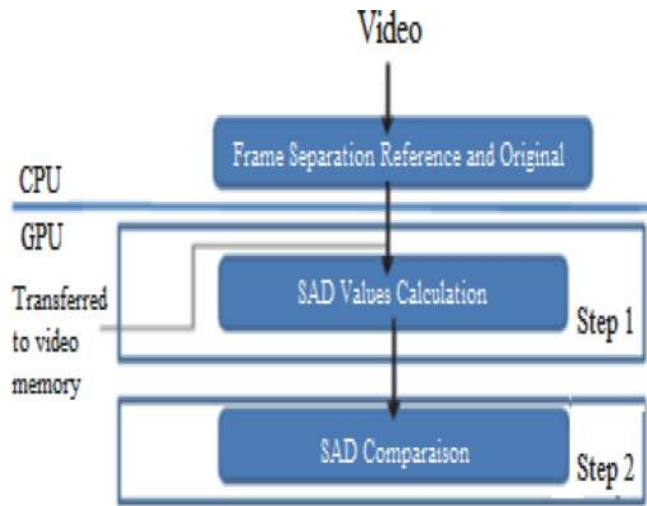 Video
Frame Separation Reference and Original
CPU
GPU
SAD Values Calculation
Transferred
to video
memory
Step 1
SAD Comparaison
Step 2